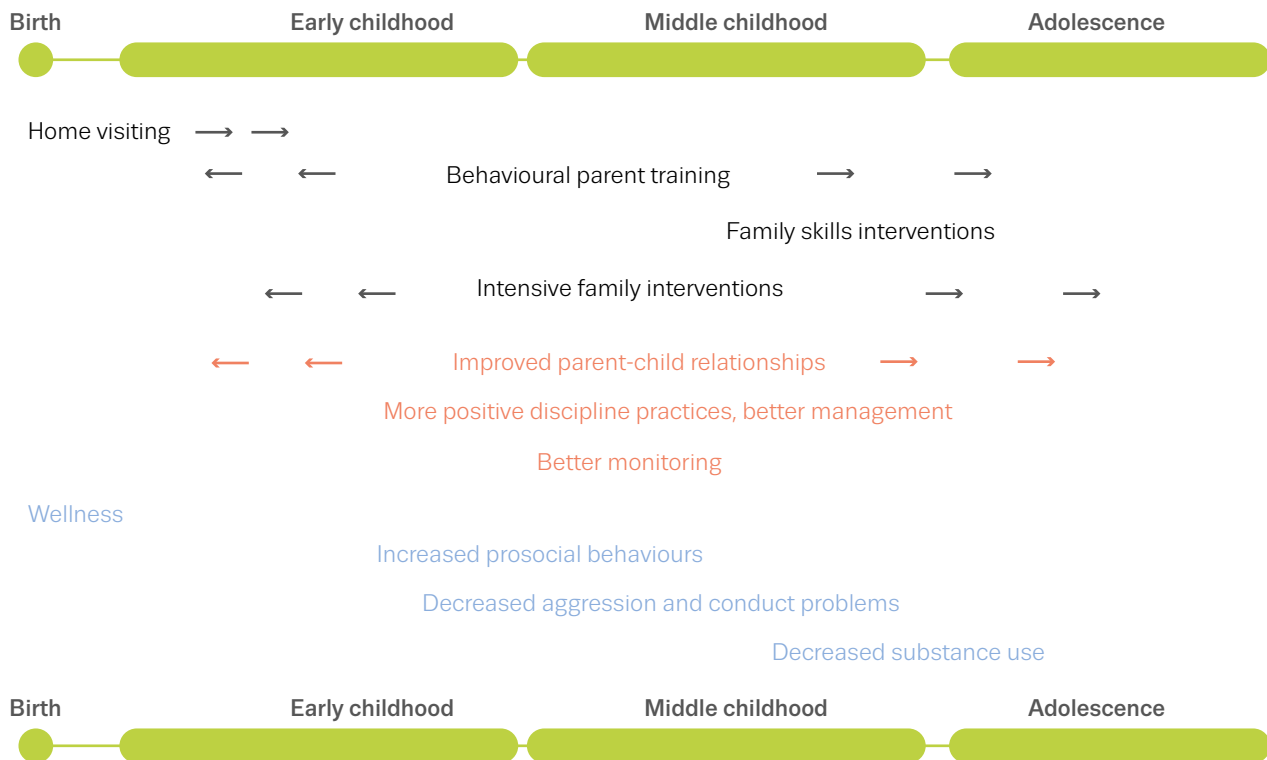 Birth Early childhood Middle childhood Adolescence
Home visiting → →
← ← Behavioural parent training → →
Family skills interventions
← ← Intensive family interventions → →
← ← Improved parent-child relationships → →
More positive discipline practices, better management
Better monitoring
Wellness
Increased prosocial behaviours
Decreased aggression and conduct problems
Decreased substance use
Birth Early childhood Middle childhood Adolescence